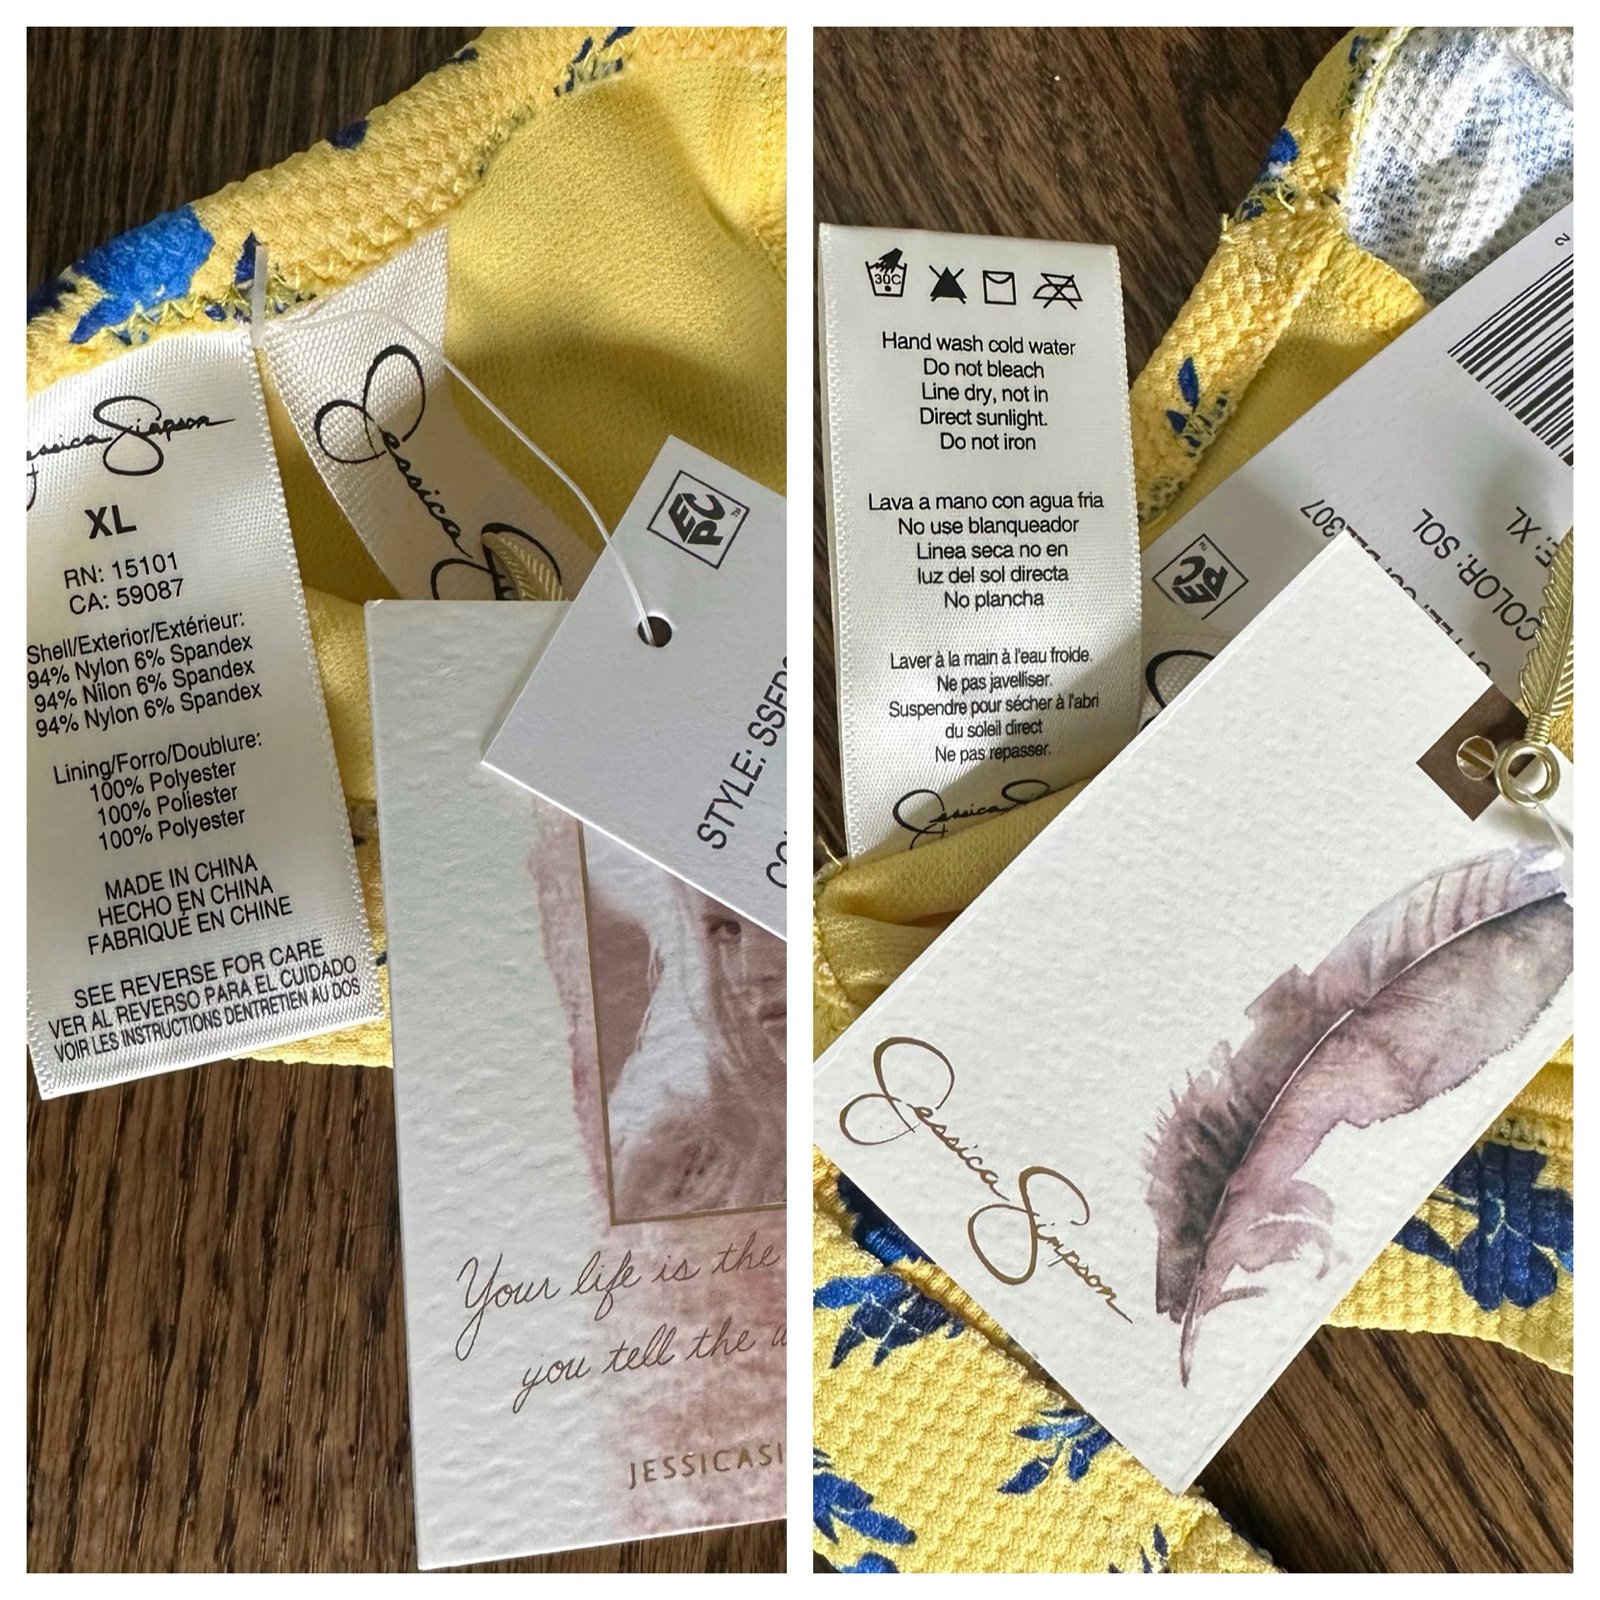 Jessica Simpson
XL
RN: 15101
CA: 59087
Shell/Exterior/Extérieur:
94% Nylon 6% Spandex
94% Nilon 6% Spandex
94% Nylon 6% Spandex
Lining/Forro/Doublure:
100% Polyester
100% Poliester
100% Polyester
MADE IN CHINA
HECHO EN CHINA
FABRIQUÉ EN CHINE
SEE REVERSE FOR CARE
VER AL REVERSO PARA EL CUIDADO
VOIR LES INSTRUCTIONS DENTRETIEN AU DOS
Jessica
EPC
STYLE:
Your life is the
you tell the
JESSICASI
30C
Hand wash cold water
Do not bleach
Line dry, not in
Direct sunlight.
Do not iron
Lava a mano con agua fria
No use blanqueador
Linea seca no en
luz del sol directa
No plancha
Laver à la main à l'eau froide.
Ne pas javelliser.
Suspendre pour sécher à l'abri
du soleil direct
Ne pas repasser.
Jessica
2
EPC
COLOR: SOL
XL
Jessica Simpson